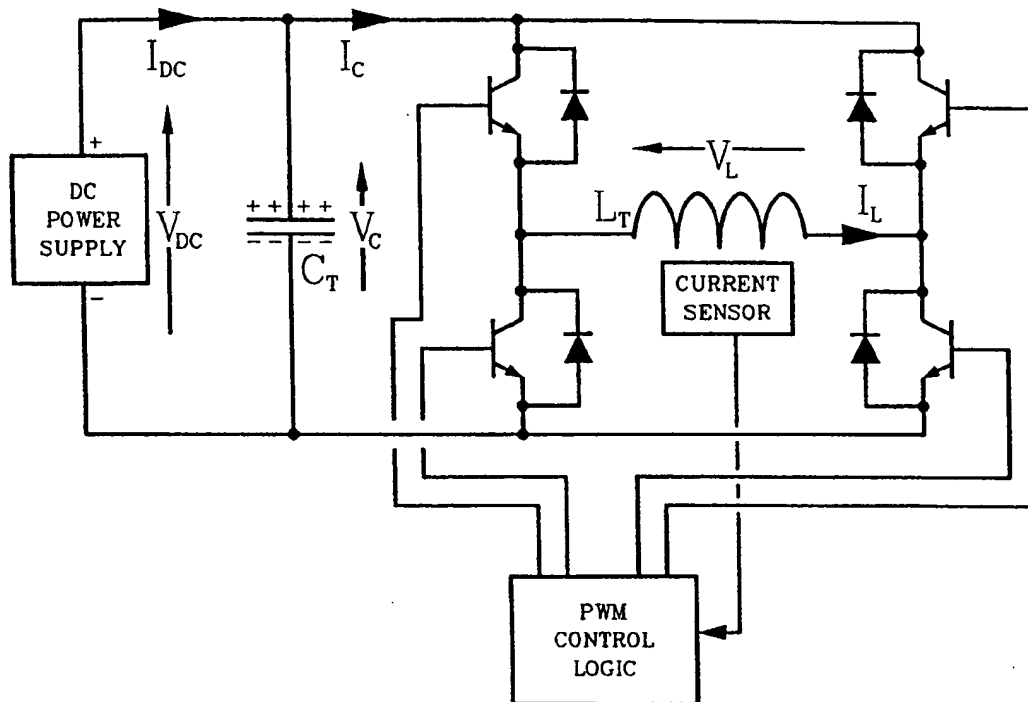 I_DC
I_C
+
DC
POWER
SUPPLY
−
V_DC
+ + + +
− − − −
C_T
V_C
V_L
L_T
I_L
CURRENT
SENSOR
PWM
CONTROL
LOGIC